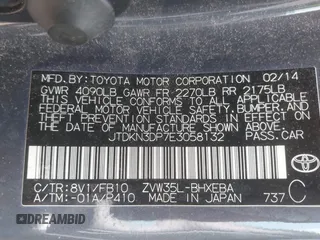 MFD.BY:TOYOTA MOTOR CORPORATION 02/14
GVWR 4090LB GAWR FR 2270LB RR 2175LB
THIS VEHICLE CONFORMS TO ALL APPLICABLE
FEDERAL MOTOR VEHICLE SAFETY, BUMPER, AND
THEFT PREVENTION STANDARDS IN EFFECT ON
THE DATE OF MANUFACTURE SHOWN ABOVE.
JTDKN3DP7E3058132 PASS.CAR
C/TR:8V1/FB10 ZVW35L-BHXEBA
A/TM:-01A/P410 MADE IN JAPAN 737 C
TOYOTA